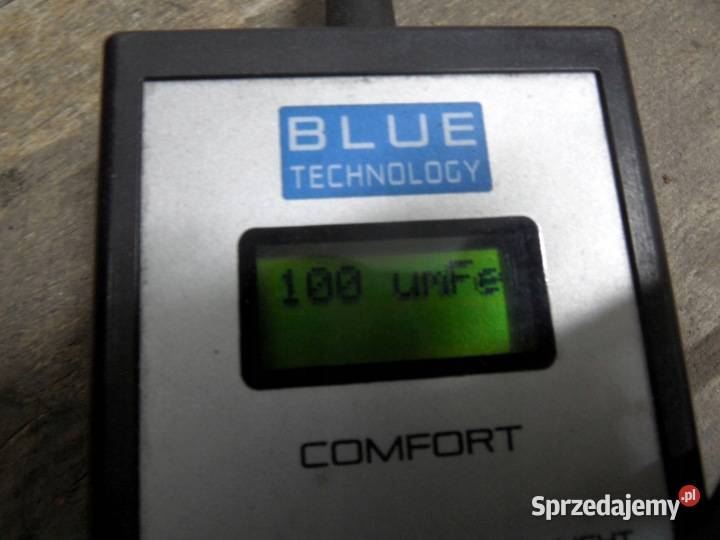 BLUE
TECHNOLOGY
100 umFe
COMFORT
Sprzedajemy.pl